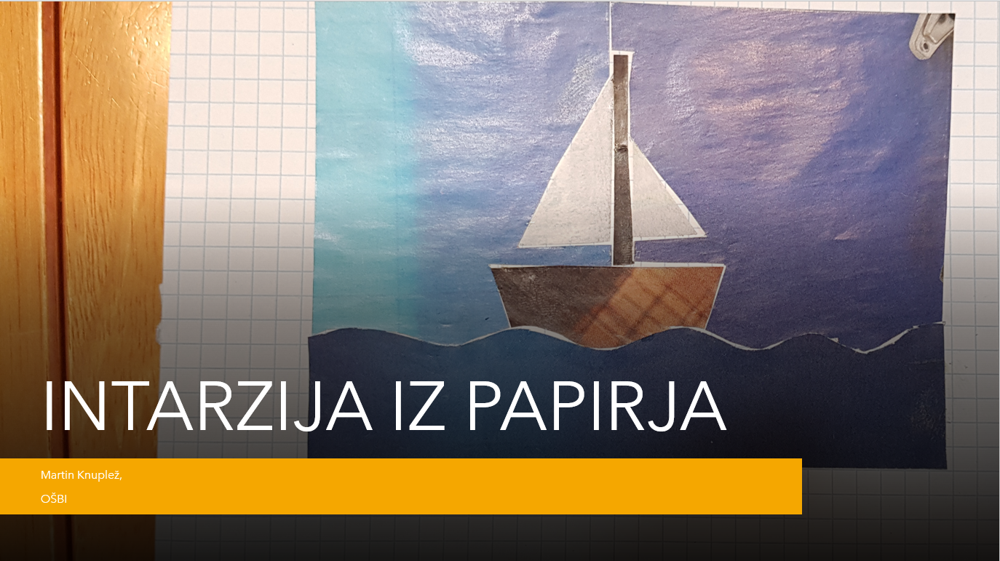 INTARZIJA IZ PAPIRJA
Martin Knuplež,
OŠBI